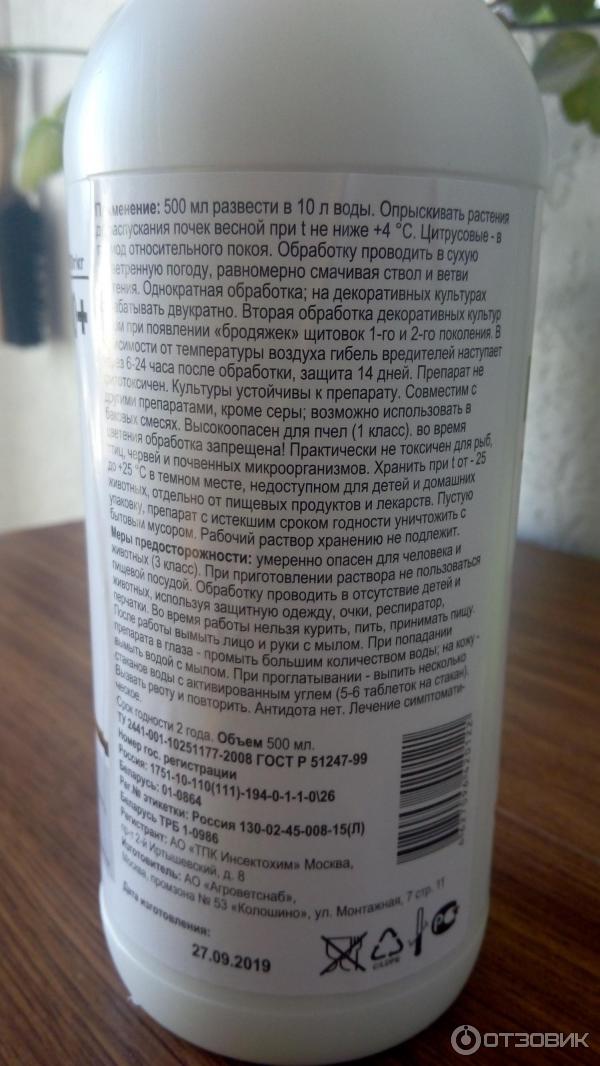 Применение: 500 мл развести в 10 л воды. Опрыскивать растения
распускания почек весной при t не ниже +4 °C. Цитрусовые - в
относительного покоя. Обработку проводить в сухую
погоду, равномерно смачивая ствол и ветви
Однократная обработка; на декоративных культурах
двукратно. Вторая обработка декоративных культур
при появлении «бродяжек» щитовок 1-го и 2-го поколения. В
от температуры воздуха гибель вредителей наступает
6-24 часа после обработки, защита 14 дней. Препарат не
фитотоксичен. Культуры устойчивы к препарату. Совместим с
другими препаратами, кроме серы; возможно использовать в
баковых смесях. Высокоопасен для пчел (1 класс). во время
цветения обработка запрещена! Практически не токсичен для рыб,
птиц, червей и почвенных микроорганизмов. Хранить при t от - 25
до +25 °C в темном месте, недоступном для детей и домашних
животных, отдельно от пищевых продуктов и лекарств. Пустую
упаковку, препарат с истекшим сроком годности уничтожить с
бытовым мусором. Рабочий раствор хранению не подлежит.
Меры предосторожности: умеренно опасен для человека и
животных (3 класс). При приготовлении раствора не пользоваться
пищевой посудой. Обработку проводить в отсутствие детей и
животных, используя защитную одежду, очки, респиратор,
перчатки. Во время работы нельзя курить, пить, принимать пищу.
После работы вымыть лицо и руки с мылом. При попадании
препарата в глаза - промыть большим количеством воды; на кожу -
вымыть водой с мылом. При проглатывании - выпить несколько
стаканов воды с активированным углем (5-6 таблеток на стакан).
Вызвать рвоту и повторить. Антидота нет. Лечение симптомати-
ческое.
Срок годности 2 года. Объем 500 мл.
ТУ 2441-001-10251177-2008 ГОСТ Р 51247-99
Номер гос. регистрации
Россия: 1751-10-110(111)-194-0-1-1-0\26
Беларусь: 01-0864
Рег.№ этикетки: Россия 130-02-45-008-15(Л)
Беларусь ТРБ 1-0986
Регистрант: АО «ТПК Инсектохим» Москва,
пр-т 2-й Иртышевский, д. 8
Изготовитель: АО «Агроветснаб»,
Москва, промзона № 53 «Колошино», ул. Монтажная, 7 стр. 11
Дата изготовления:
27.09.2019
ОТЗОВИК